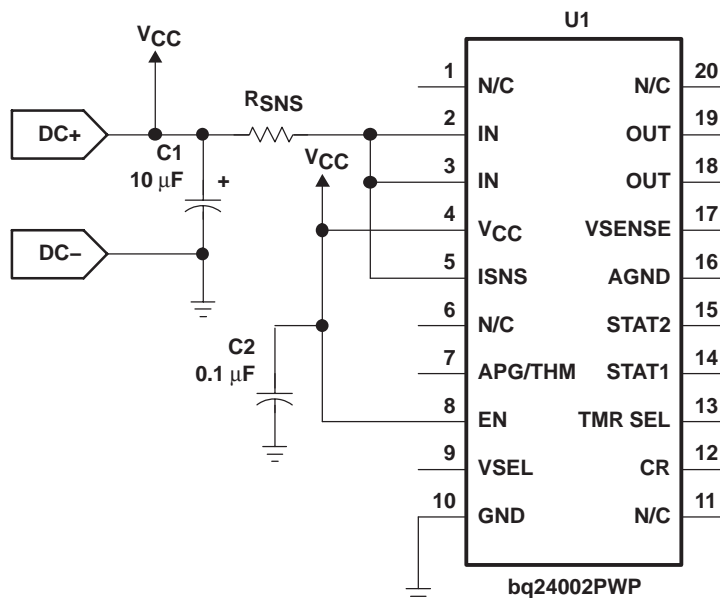 U1
VCC
DC+
C1
10 µF
+
RSNS
VCC
DC−
C2
0.1 µF
1 N/C
2 IN
3 IN
4 VCC
5 ISNS
6 N/C
7 APG/THM
8 EN
9 VSEL
10 GND
N/C 20
OUT 19
OUT 18
VSENSE 17
AGND 16
STAT2 15
STAT1 14
TMR SEL 13
CR 12
N/C 11
bq24002PWP